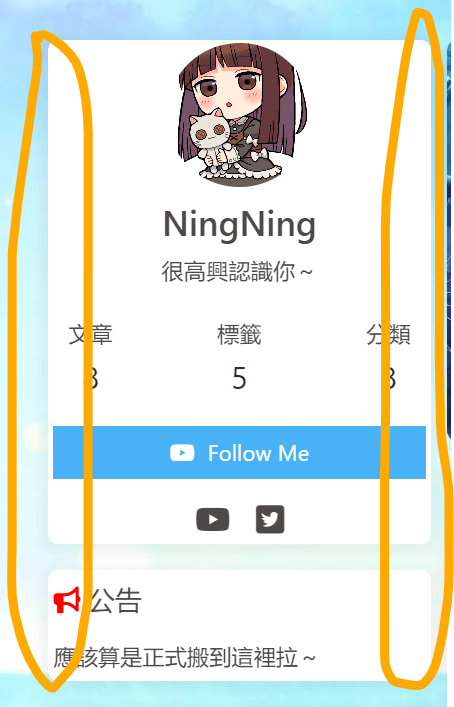 NingNing
很高興認識你～
文章 標籤 分類
8 5 3
Follow Me
公告
應該算是正式搬到這裡拉～